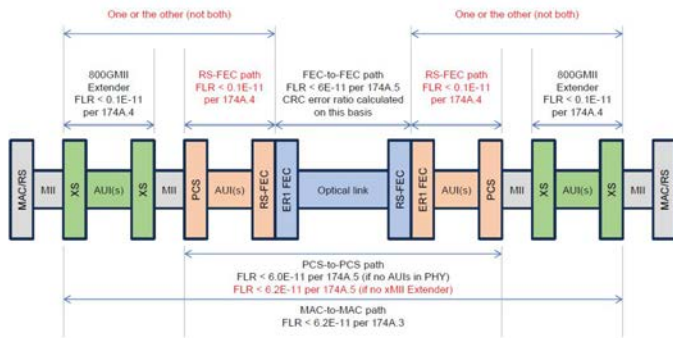 One or the other (not both)
One or the other (not both)
800GMII
Extender
FLR < 0.1E-11
per 174A.4
RS-FEC path
FLR < 0.1E-11
per 174A.4
FEC-to-FEC path
FLR < 6E-11 per 174A.5
CRC error ratio calculated
on this basis
RS-FEC path
FLR < 0.1E-11
per 174A.4
800GMII
Extender
FLR < 0.1E-11
per 174A.4
MAC/RS
MII
XS
AUI(s)
XS
MII
PCS
AUI(s)
RS-FEC
ER1 FEC
Optical link
RS-FEC
ER1 FEC
AUI(s)
PCS
MII
XS
AUI(s)
XS
MII
MAC/RS
PCS-to-PCS path
FLR < 6.0E-11 per 174A.5 (if no AUIs in PHY)
FLR < 6.2E-11 per 174A.5 (if no xMII Extender)
MAC-to-MAC path
FLR < 6.2E-11 per 174A.3